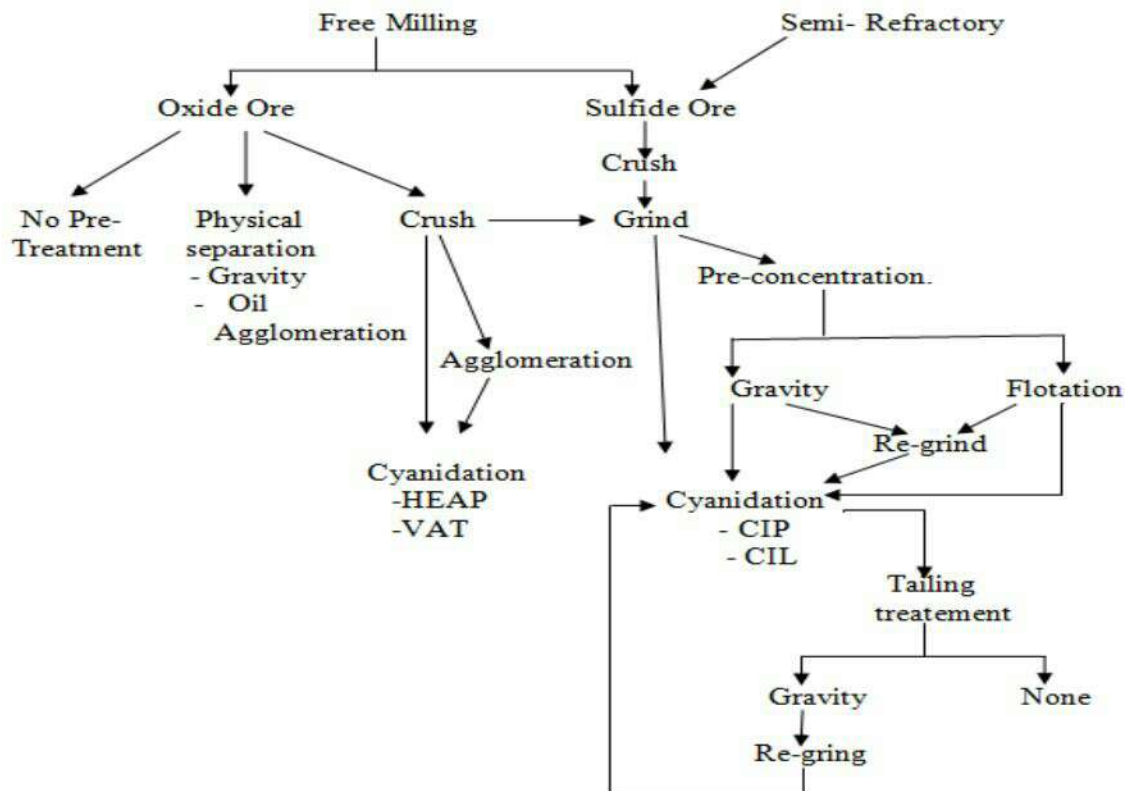 Free Milling
Semi- Refractory
Oxide Ore
Sulfide Ore
Crush
No Pre-
Treatment
Physical
separation
- Gravity
- Oil
Agglomeration
Crush
Grind
Pre-concentration.
Agglomeration
Gravity
Flotation
Re-grind
Cyanidation
-HEAP
-VAT
Cyanidation
- CIP
- CIL
Tailing
treatement
Gravity
None
Re-gring